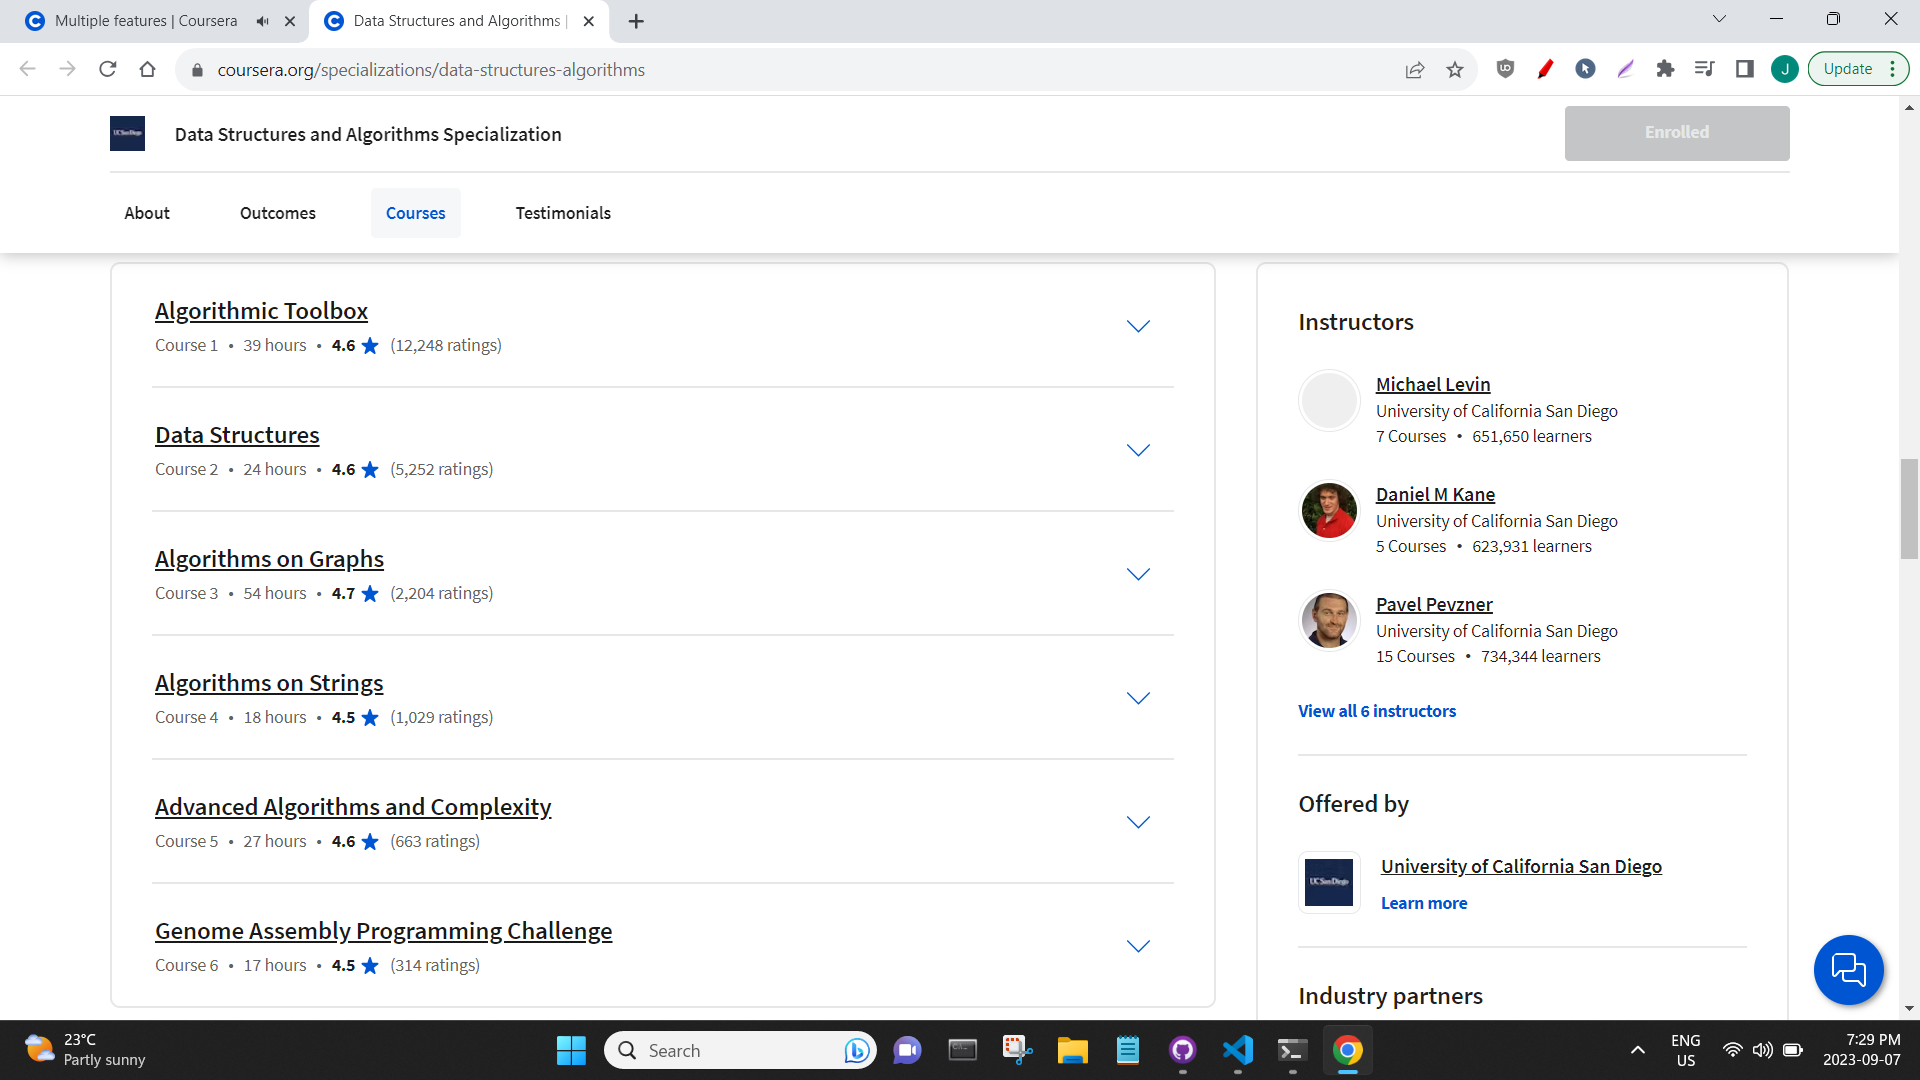 Multiple features | Coursera
Data Structures and Algorithms |
coursera.org/specializations/data-structures-algorithms
J
Update
UC San Diego
Data Structures and Algorithms Specialization
Enrolled
About
Outcomes
Courses
Testimonials
Algorithmic Toolbox
Course 1 • 39 hours • 4.6 (12,248 ratings)
Data Structures
Course 2 • 24 hours • 4.6 (5,252 ratings)
Algorithms on Graphs
Course 3 • 54 hours • 4.7 (2,204 ratings)
Algorithms on Strings
Course 4 • 18 hours • 4.5 (1,029 ratings)
Advanced Algorithms and Complexity
Course 5 • 27 hours • 4.6 (663 ratings)
Genome Assembly Programming Challenge
Course 6 • 17 hours • 4.5 (314 ratings)
Instructors
Michael Levin
University of California San Diego
7 Courses • 651,650 learners
Daniel M Kane
University of California San Diego
5 Courses • 623,931 learners
Pavel Pevzner
University of California San Diego
15 Courses • 734,344 learners
View all 6 instructors
Offered by
UC San Diego
University of California San Diego
Learn more
Industry partners
23°C
Partly sunny
Search
ENG
US
7:29 PM
2023-09-07